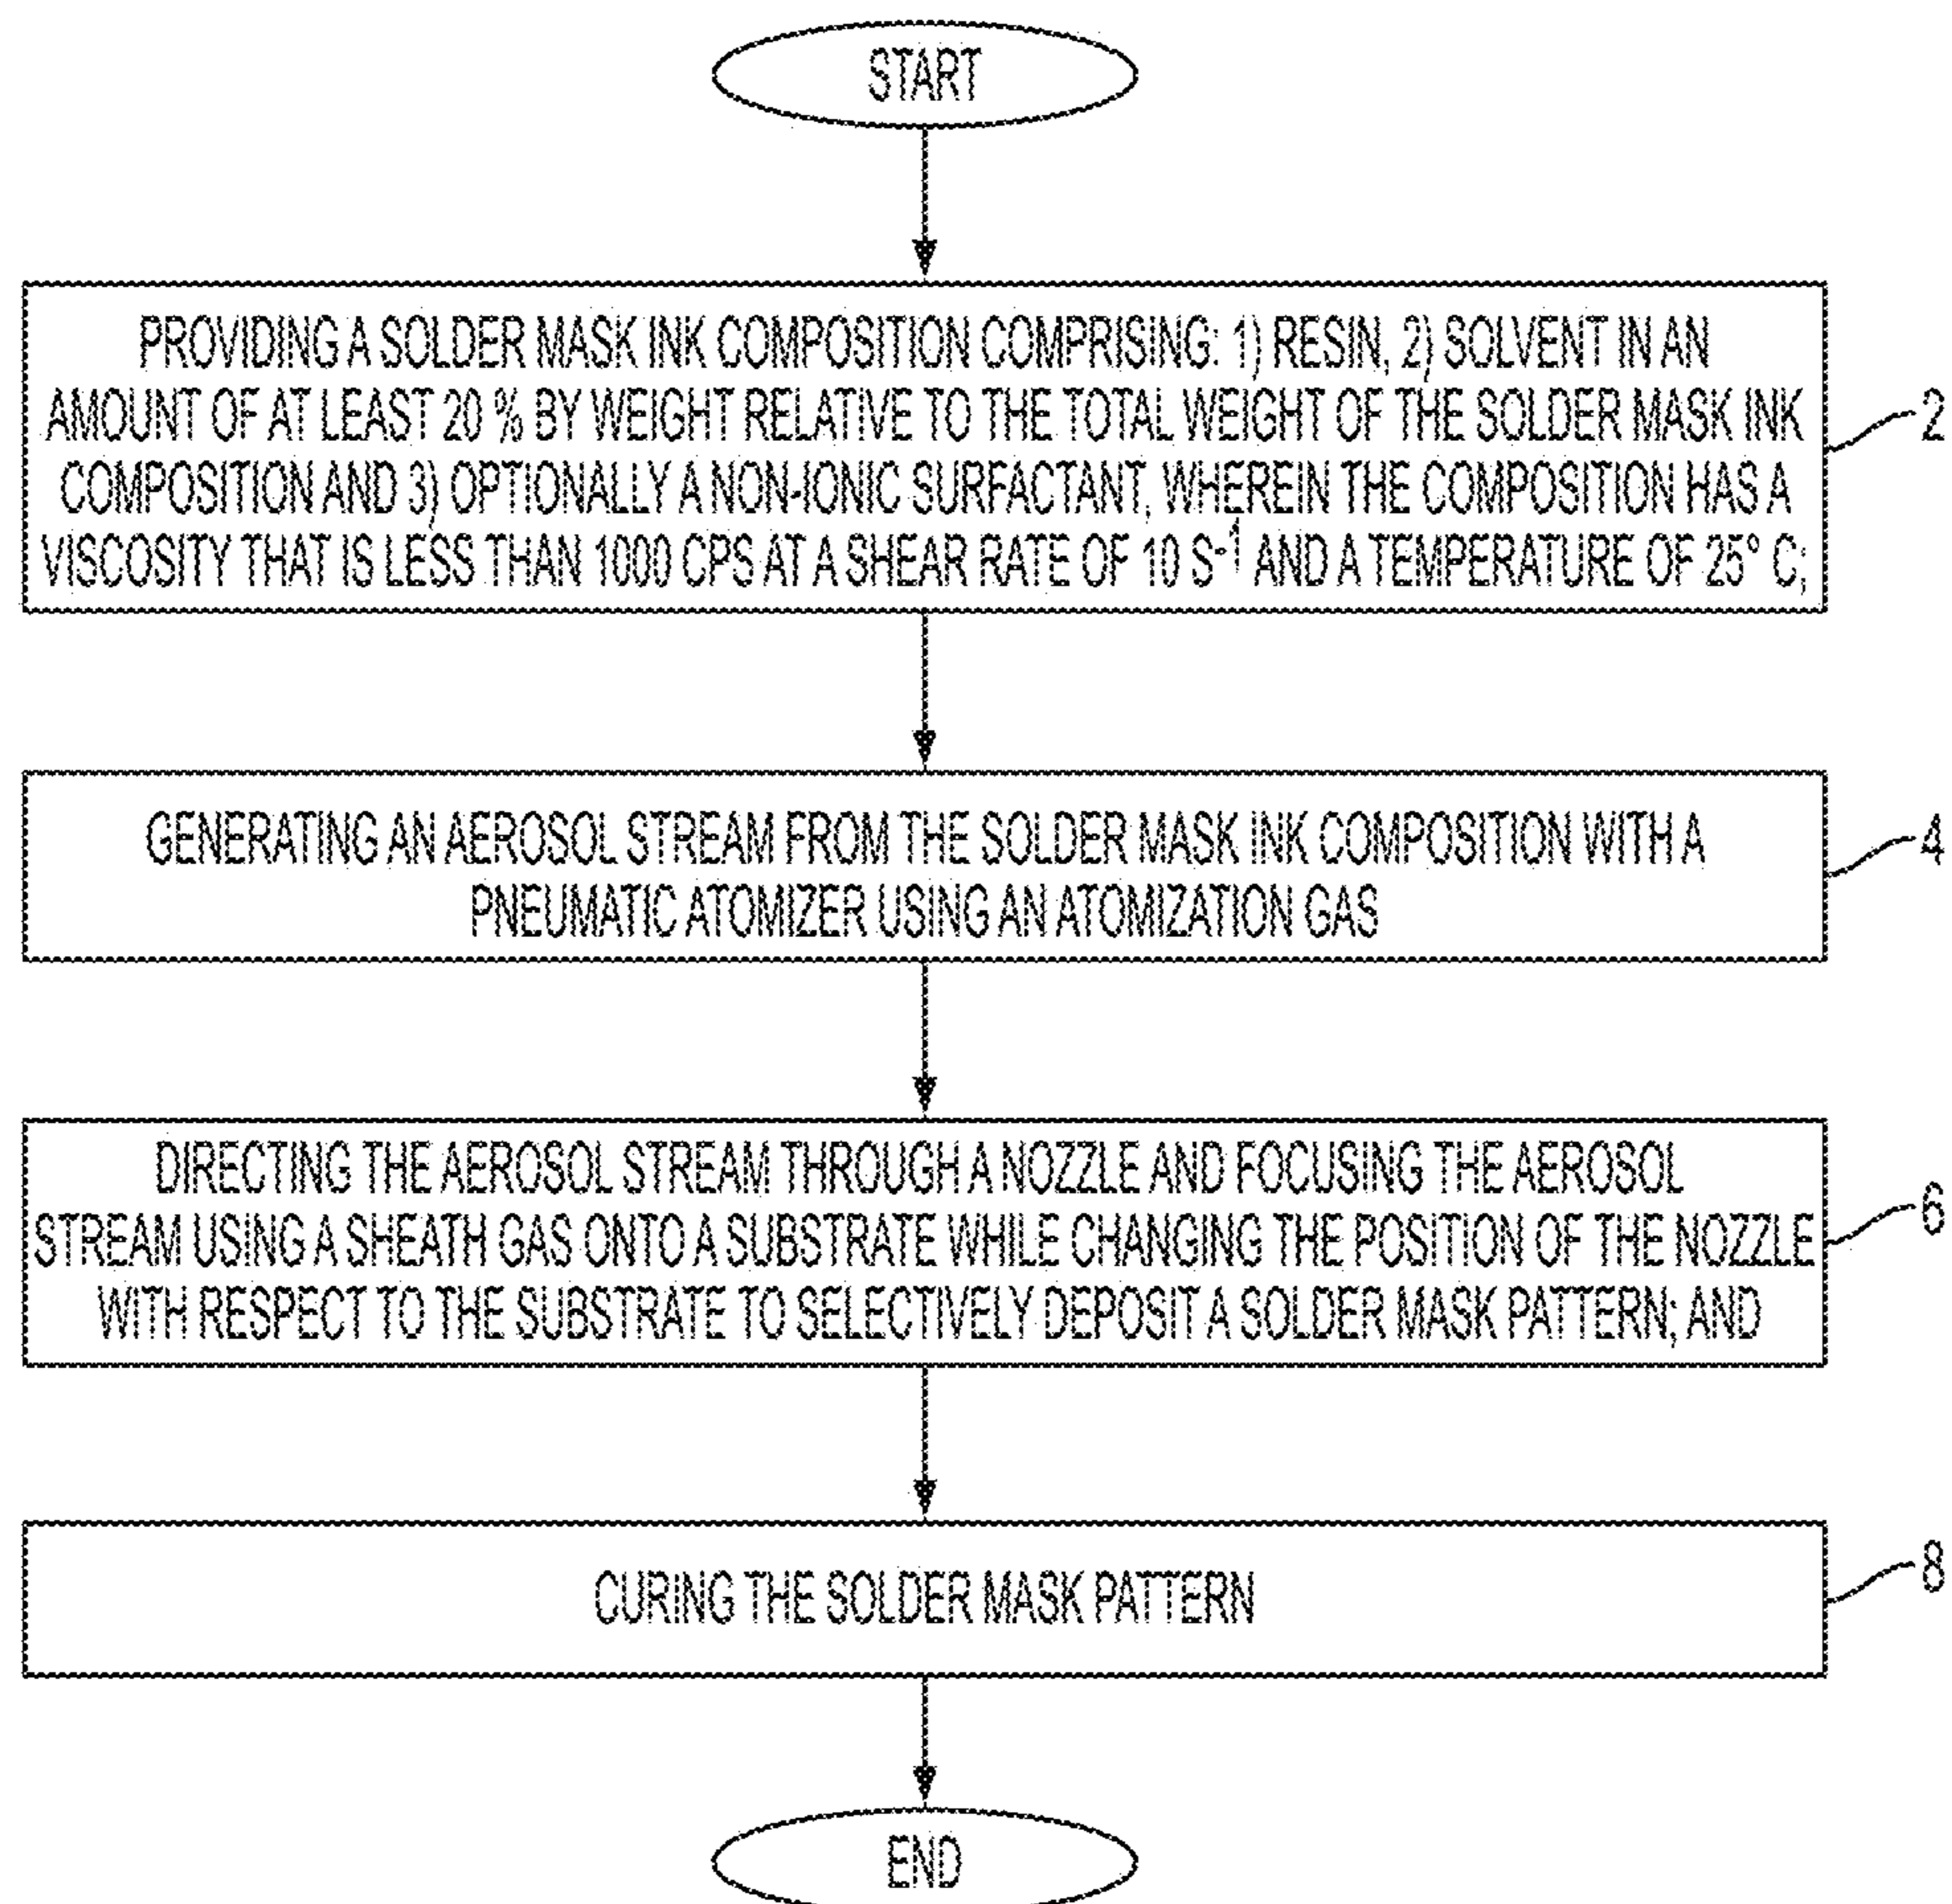 START
PROVIDING A SOLDER MASK INK COMPOSITION COMPRISING: 1) RESIN, 2) SOLVENT IN AN
AMOUNT OF AT LEAST 20 % BY WEIGHT RELATIVE TO THE TOTAL WEIGHT OF THE SOLDER MASK INK
COMPOSITION AND 3) OPTIONALLY A NON-IONIC SURFACTANT, WHEREIN THE COMPOSITION HAS A
VISCOSITY THAT IS LESS THAN 1000 CPS AT A SHEAR RATE OF 10 S⁻¹ AND A TEMPERATURE OF 25° C;
2
GENERATING AN AEROSOL STREAM FROM THE SOLDER MASK INK COMPOSITION WITH A
PNEUMATIC ATOMIZER USING AN ATOMIZATION GAS
4
DIRECTING THE AEROSOL STREAM THROUGH A NOZZLE AND FOCUSING THE AEROSOL
STREAM USING A SHEATH GAS ONTO A SUBSTRATE WHILE CHANGING THE POSITION OF THE NOZZLE
WITH RESPECT TO THE SUBSTRATE TO SELECTIVELY DEPOSIT A SOLDER MASK PATTERN; AND
6
CURING THE SOLDER MASK PATTERN
8
END